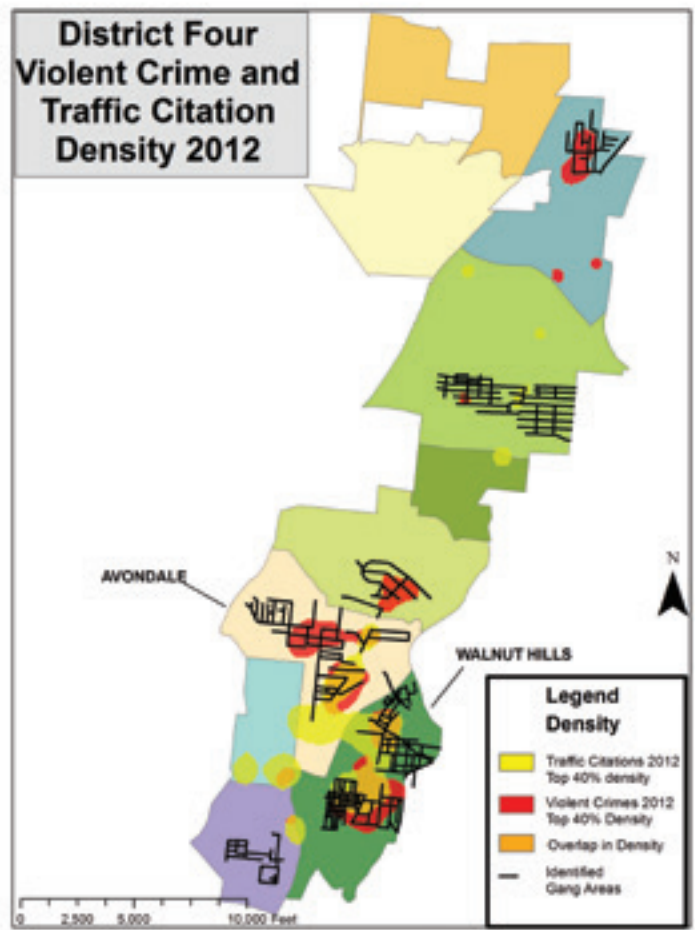 District Four
Violent Crime and
Traffic Citation
Density 2012
AVONDALE
WALNUT HILLS
N
Legend
Density
Traffic Citations 2012
Top 40% density
Violent Crimes 2012
Top 40% Density
Overlap in Density
Identified
Gang Areas
0 2,500 5,000 10,000 Feet